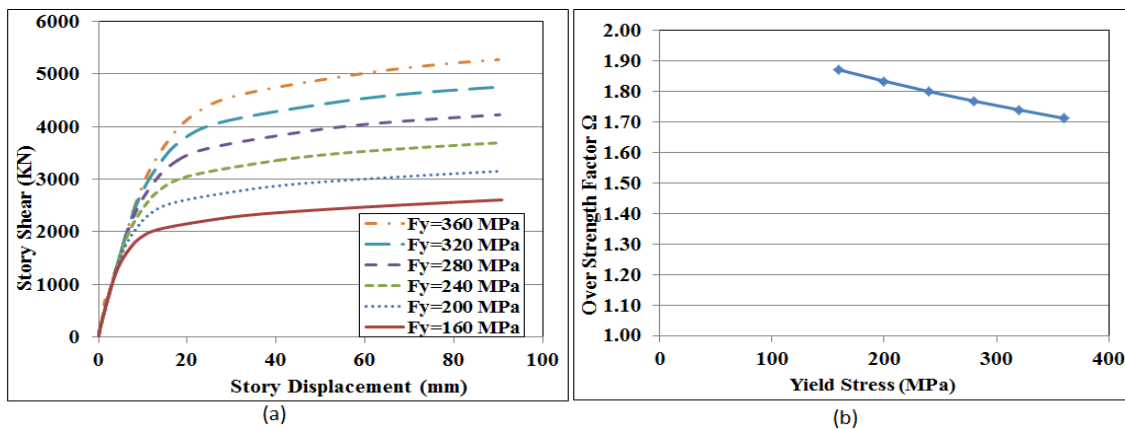 6000
5000
4000
3000
2000
1000
0
Story Shear (KN)
Fy=360 MPa
Fy=320 MPa
Fy=280 MPa
Fy=240 MPa
Fy=200 MPa
Fy=160 MPa
0 20 40 60 80 100
Story Displacement (mm)
(a)
2.00
1.90
1.80
1.70
1.60
1.50
1.40
1.30
1.20
1.10
1.00
Over Strength Factor Ω
0
0 100 200 300 400
Yield Stress (MPa)
(b)